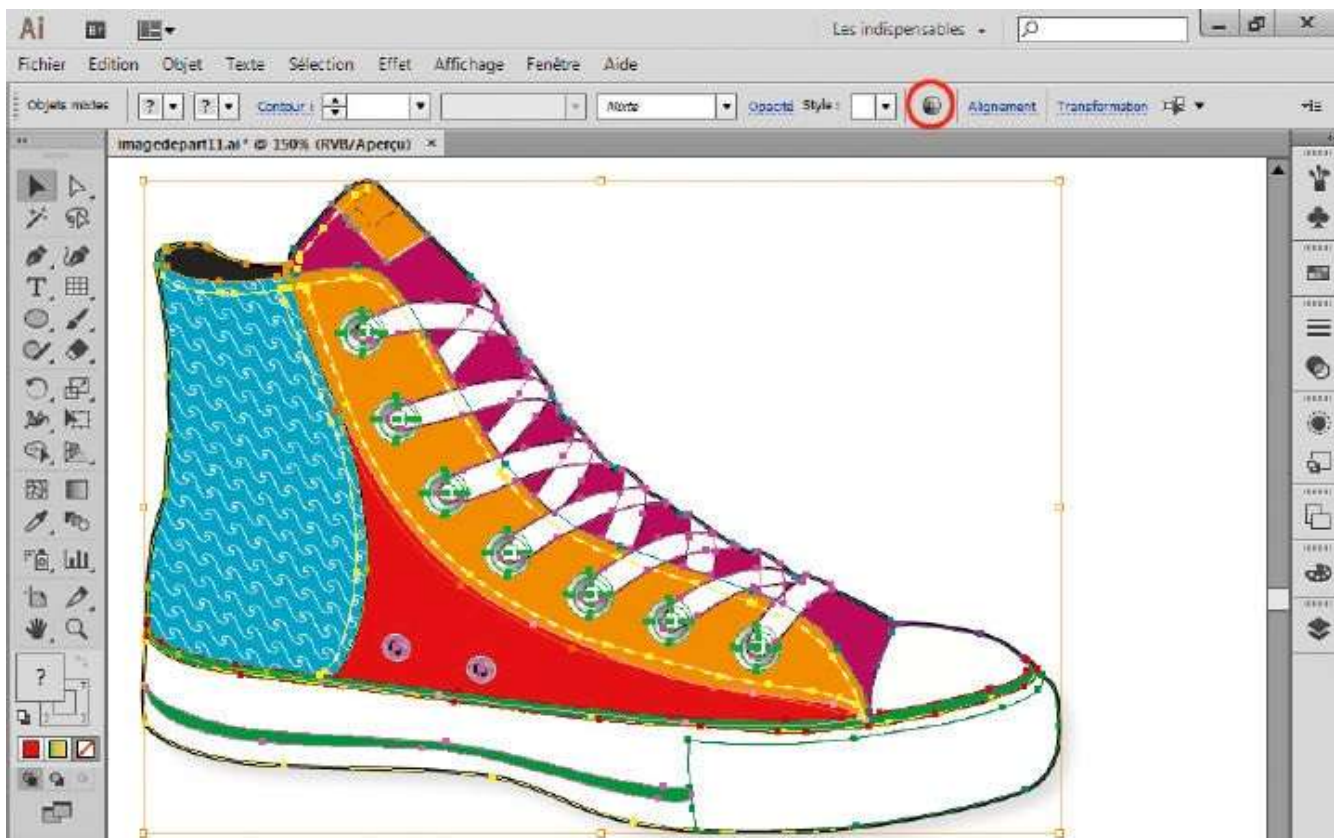 Ai Br Les indispensables
Fichier Edition Objet Texte Sélection Effet Affichage Fenêtre Aide
Objets mixtes ? ? Contour : Opacité Style : Alignement Transformation
imagedepart11.ai* @ 150% (RVB/Aperçu) ×
T
?